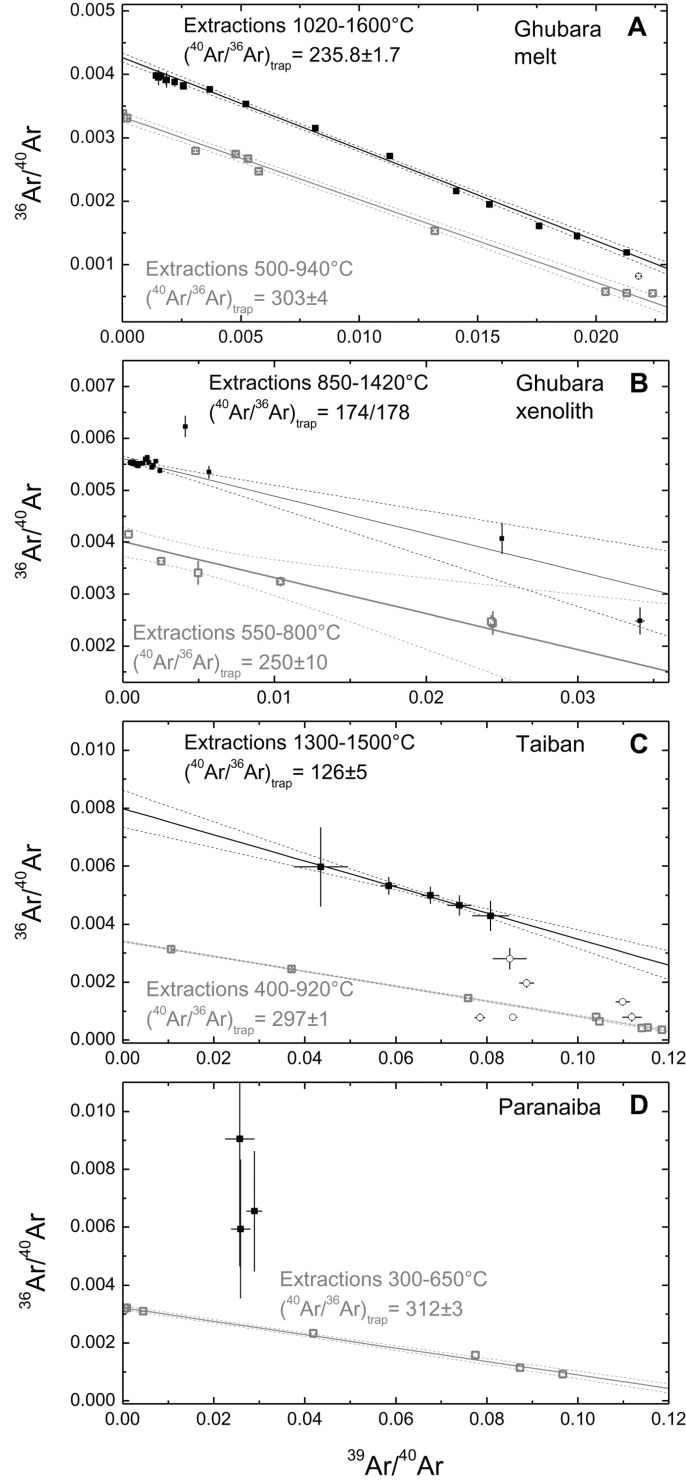 0.005
Extractions 1020-1600°C
Ghubara A
(⁴⁰Ar/³⁶Ar)trap = 235.8±1.7
melt
0.004
0.003
³⁶Ar/⁴⁰Ar
0.002
Extractions 500-940°C
0.001
(⁴⁰Ar/³⁶Ar)trap = 303±4
0.000 0.005 0.010 0.015 0.020
0.007
Extractions 850-1420°C
Ghubara B
(⁴⁰Ar/³⁶Ar)trap = 174/178
xenolith
0.006
0.005
³⁶Ar/⁴⁰Ar
0.004
0.003
Extractions 550-800°C
0.002
(⁴⁰Ar/³⁶Ar)trap = 250±10
0.00 0.01 0.02 0.03
0.010
Extractions 1300-1500°C
Taiban C
(⁴⁰Ar/³⁶Ar)trap = 126±5
0.008
0.006
³⁶Ar/⁴⁰Ar
0.004
0.002
Extractions 400-920°C
(⁴⁰Ar/³⁶Ar)trap = 297±1
0.000
0.00 0.02 0.04 0.06 0.08 0.10 0.12
Paranaiba D
0.010
0.008
0.006
³⁶Ar/⁴⁰Ar
Extractions 300-650°C
0.004
(⁴⁰Ar/³⁶Ar)trap = 312±3
0.002
0.000
0.00 0.02 0.04 0.06 0.08 0.10 0.12
³⁹Ar/⁴⁰Ar